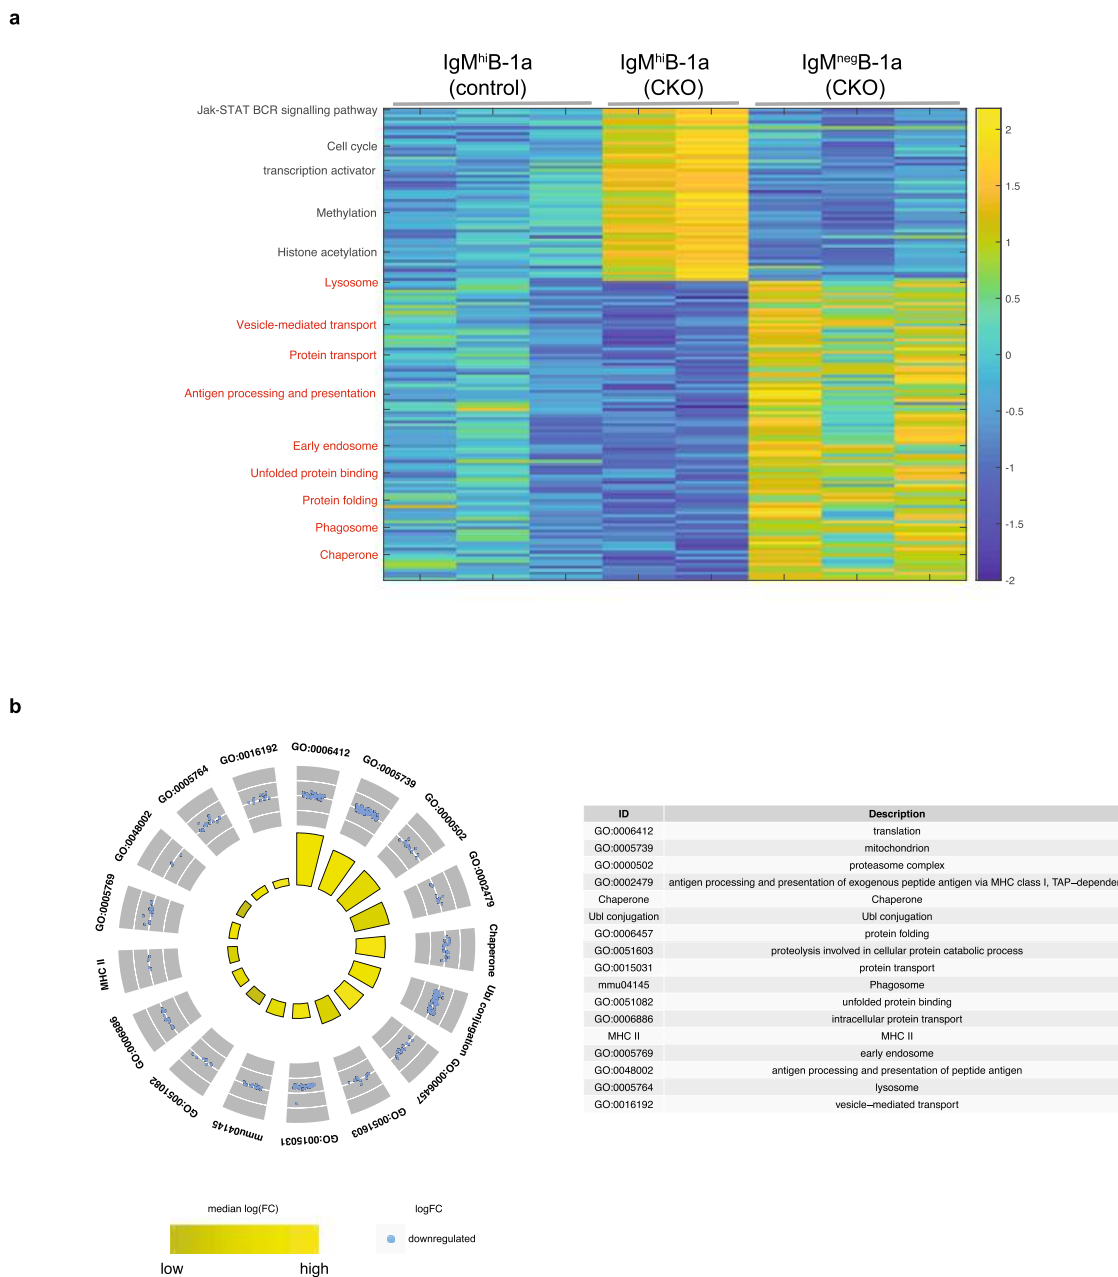 a
IgMhiB-1a
(control)
IgMhiB-1a
(CKO)
IgMnegB-1a
(CKO)
Jak-STAT BCR signalling pathway
Cell cycle
transcription activator
Methylation
Histone acetylation
Lysosome
Vesicle-mediated transport
Protein transport
Antigen processing and presentation
Early endosome
Unfolded protein binding
Protein folding
Phagosome
Chaperone
2
1.5
1
0.5
0
-0.5
-1
-1.5
-2
b
GO:0006412
GO:0005739
GO:0000502
GO:0002479
Chaperone
Ubl conjugation
GO:0006457
GO:0051603
GO:0015031
mmu04145
GO:0051082
GO:0006886
MHC II
GO:0005769
GO:0048002
GO:0005764
GO:0016192
ID Description
GO:0006412 translation
GO:0005739 mitochondrion
GO:0000502 proteasome complex
GO:0002479 antigen processing and presentation of exogenous peptide antigen via MHC class I, TAP−depender
Chaperone Chaperone
Ubl conjugation Ubl conjugation
GO:0006457 protein folding
GO:0051603 proteolysis involved in cellular protein catabolic process
GO:0015031 protein transport
mmu04145 Phagosome
GO:0051082 unfolded protein binding
GO:0006886 intracellular protein transport
MHC II MHC II
GO:0005769 early endosome
GO:0048002 antigen processing and presentation of peptide antigen
GO:0005764 lysosome
GO:0016192 vesicle−mediated transport
median log(FC)
low high
logFC
downregulated